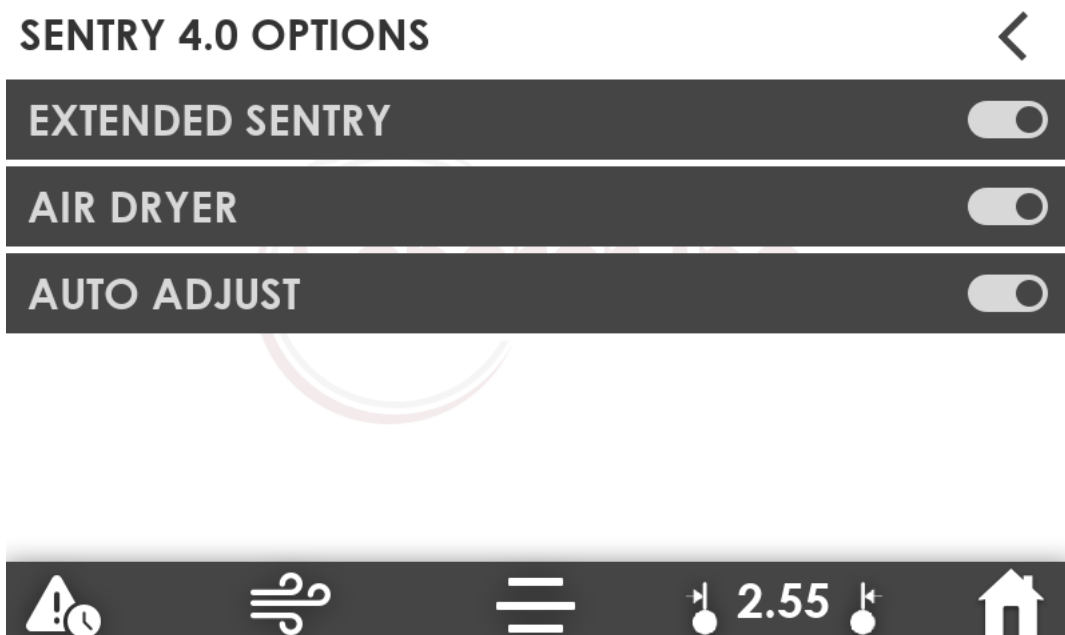 SENTRY 4.0 OPTIONS
EXTENDED SENTRY
AIR DRYER
AUTO ADJUST
2.55